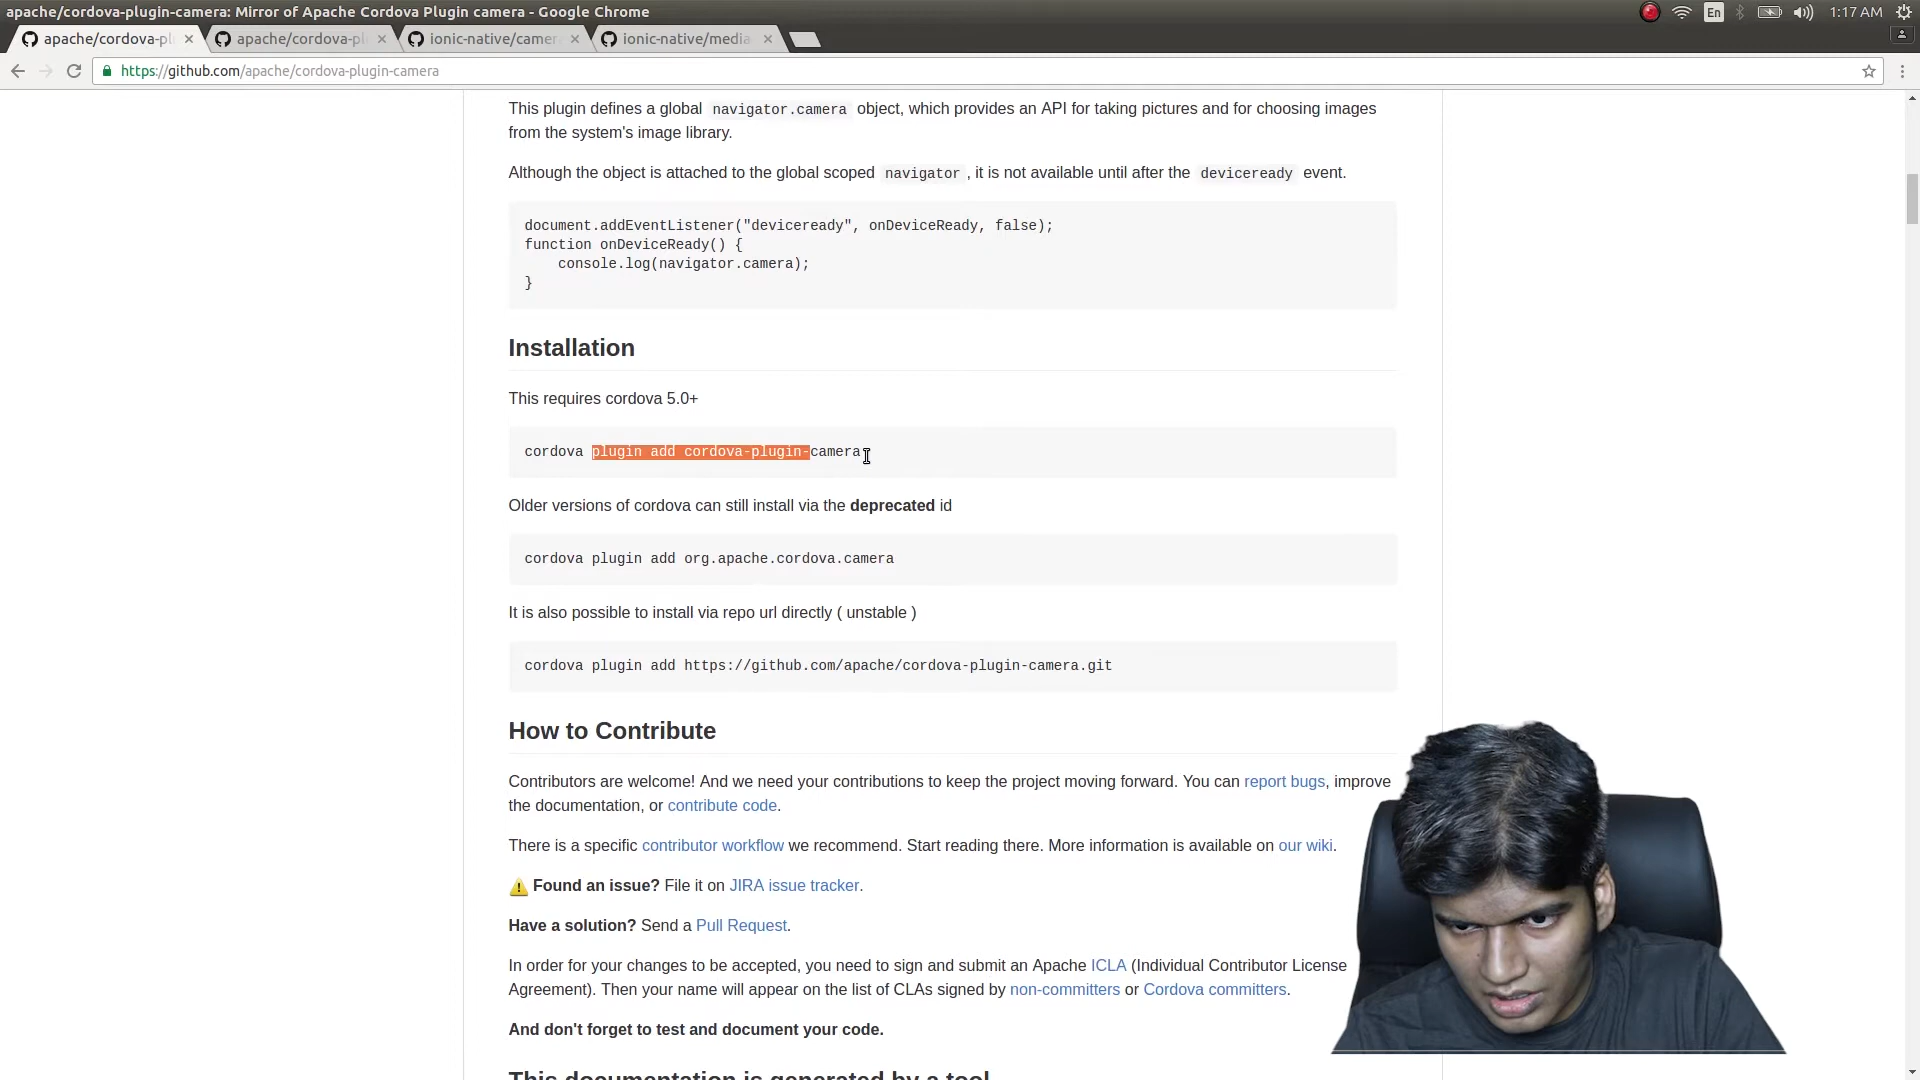 apache/cordova-plugin-camera: Mirror of Apache Cordova Plugin camera - Google Chrome
En
1:17 AM
apache/cordova-pl
apache/cordova-pl
ionic-native/camer
ionic-native/media
https://github.com/apache/cordova-plugin-camera
This plugin defines a global navigator.camera object, which provides an API for taking pictures and for choosing images
from the system's image library.
Although the object is attached to the global scoped navigator , it is not available until after the deviceready event.
document.addEventListener("deviceready", onDeviceReady, false);
function onDeviceReady() {
console.log(navigator.camera);
}
Installation
This requires cordova 5.0+
cordova plugin add cordova-plugin-camera
Older versions of cordova can still install via the deprecated id
cordova plugin add org.apache.cordova.camera
It is also possible to install via repo url directly ( unstable )
cordova plugin add https://github.com/apache/cordova-plugin-camera.git
How to Contribute
Contributors are welcome! And we need your contributions to keep the project moving forward. You can report bugs, improve
the documentation, or contribute code.
There is a specific contributor workflow we recommend. Start reading there. More information is available on our wiki.
Found an issue? File it on JIRA issue tracker.
Have a solution? Send a Pull Request.
In order for your changes to be accepted, you need to sign and submit an Apache ICLA (Individual Contributor License
Agreement). Then your name will appear on the list of CLAs signed by non-committers or Cordova committers.
And don't forget to test and document your code.
This documentation is generated by a tool